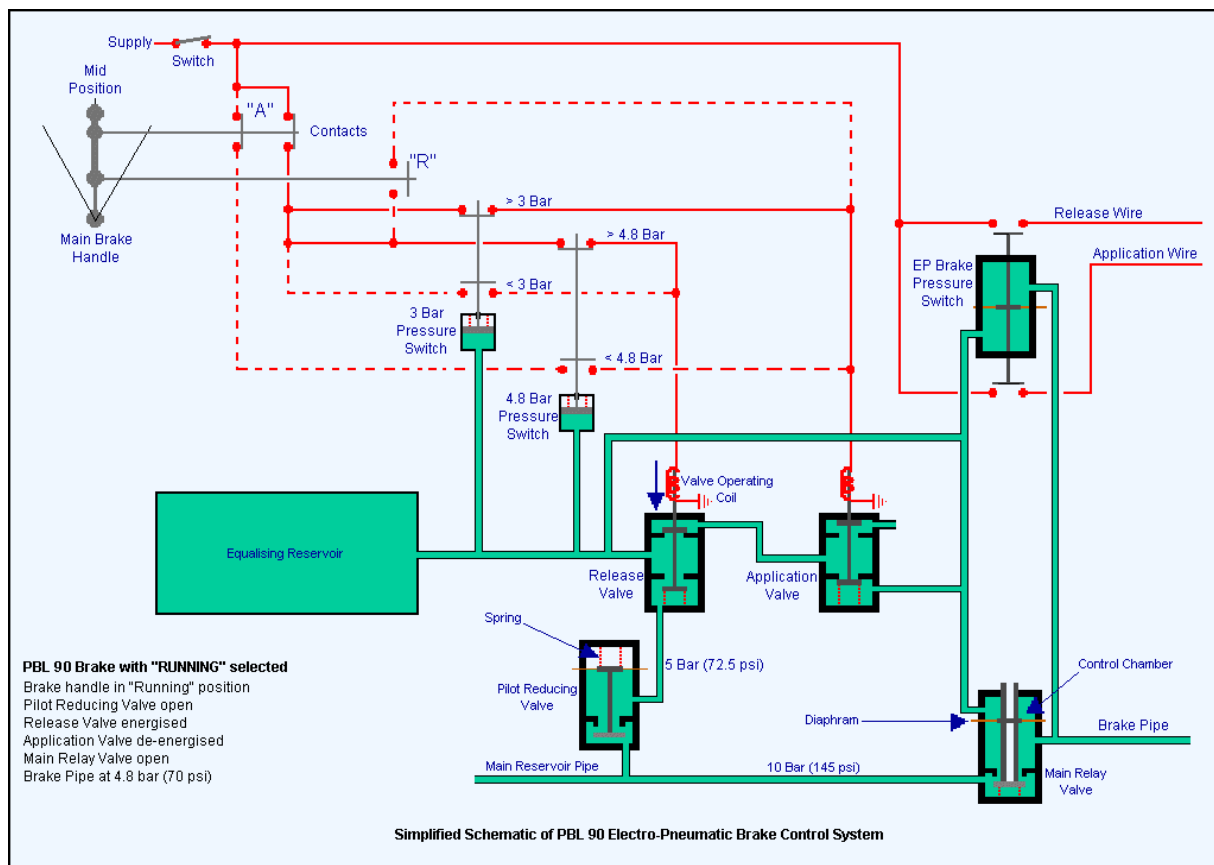 Supply
Switch
Mid
Position
"A"
Contacts
"R"
Main Brake
Handle
> 3 Bar
Release Wire
> 4.8 Bar
Application Wire
EP Brake
Pressure
Switch
< 3 Bar
3 Bar
Pressure
Switch
< 4.8 Bar
4.8 Bar
Pressure
Switch
Valve Operating
Coil
Equalising Reservoir
Release
Valve
Application
Valve
Spring
5 Bar (72.5 psi)
Control Chamber
Pilot Reducing
Valve
Diaphram
Brake Pipe
Main Reservoir Pipe
10 Bar (145 psi)
Main Relay
Valve
PBL 90 Brake with "RUNNING" selected
Brake handle in "Running" position
Pilot Reducing Valve open
Release Valve energised
Application Valve de-energised
Main Relay Valve open
Brake Pipe at 4.8 bar (70 psi)
Simplified Schematic of PBL 90 Electro-Pneumatic Brake Control System